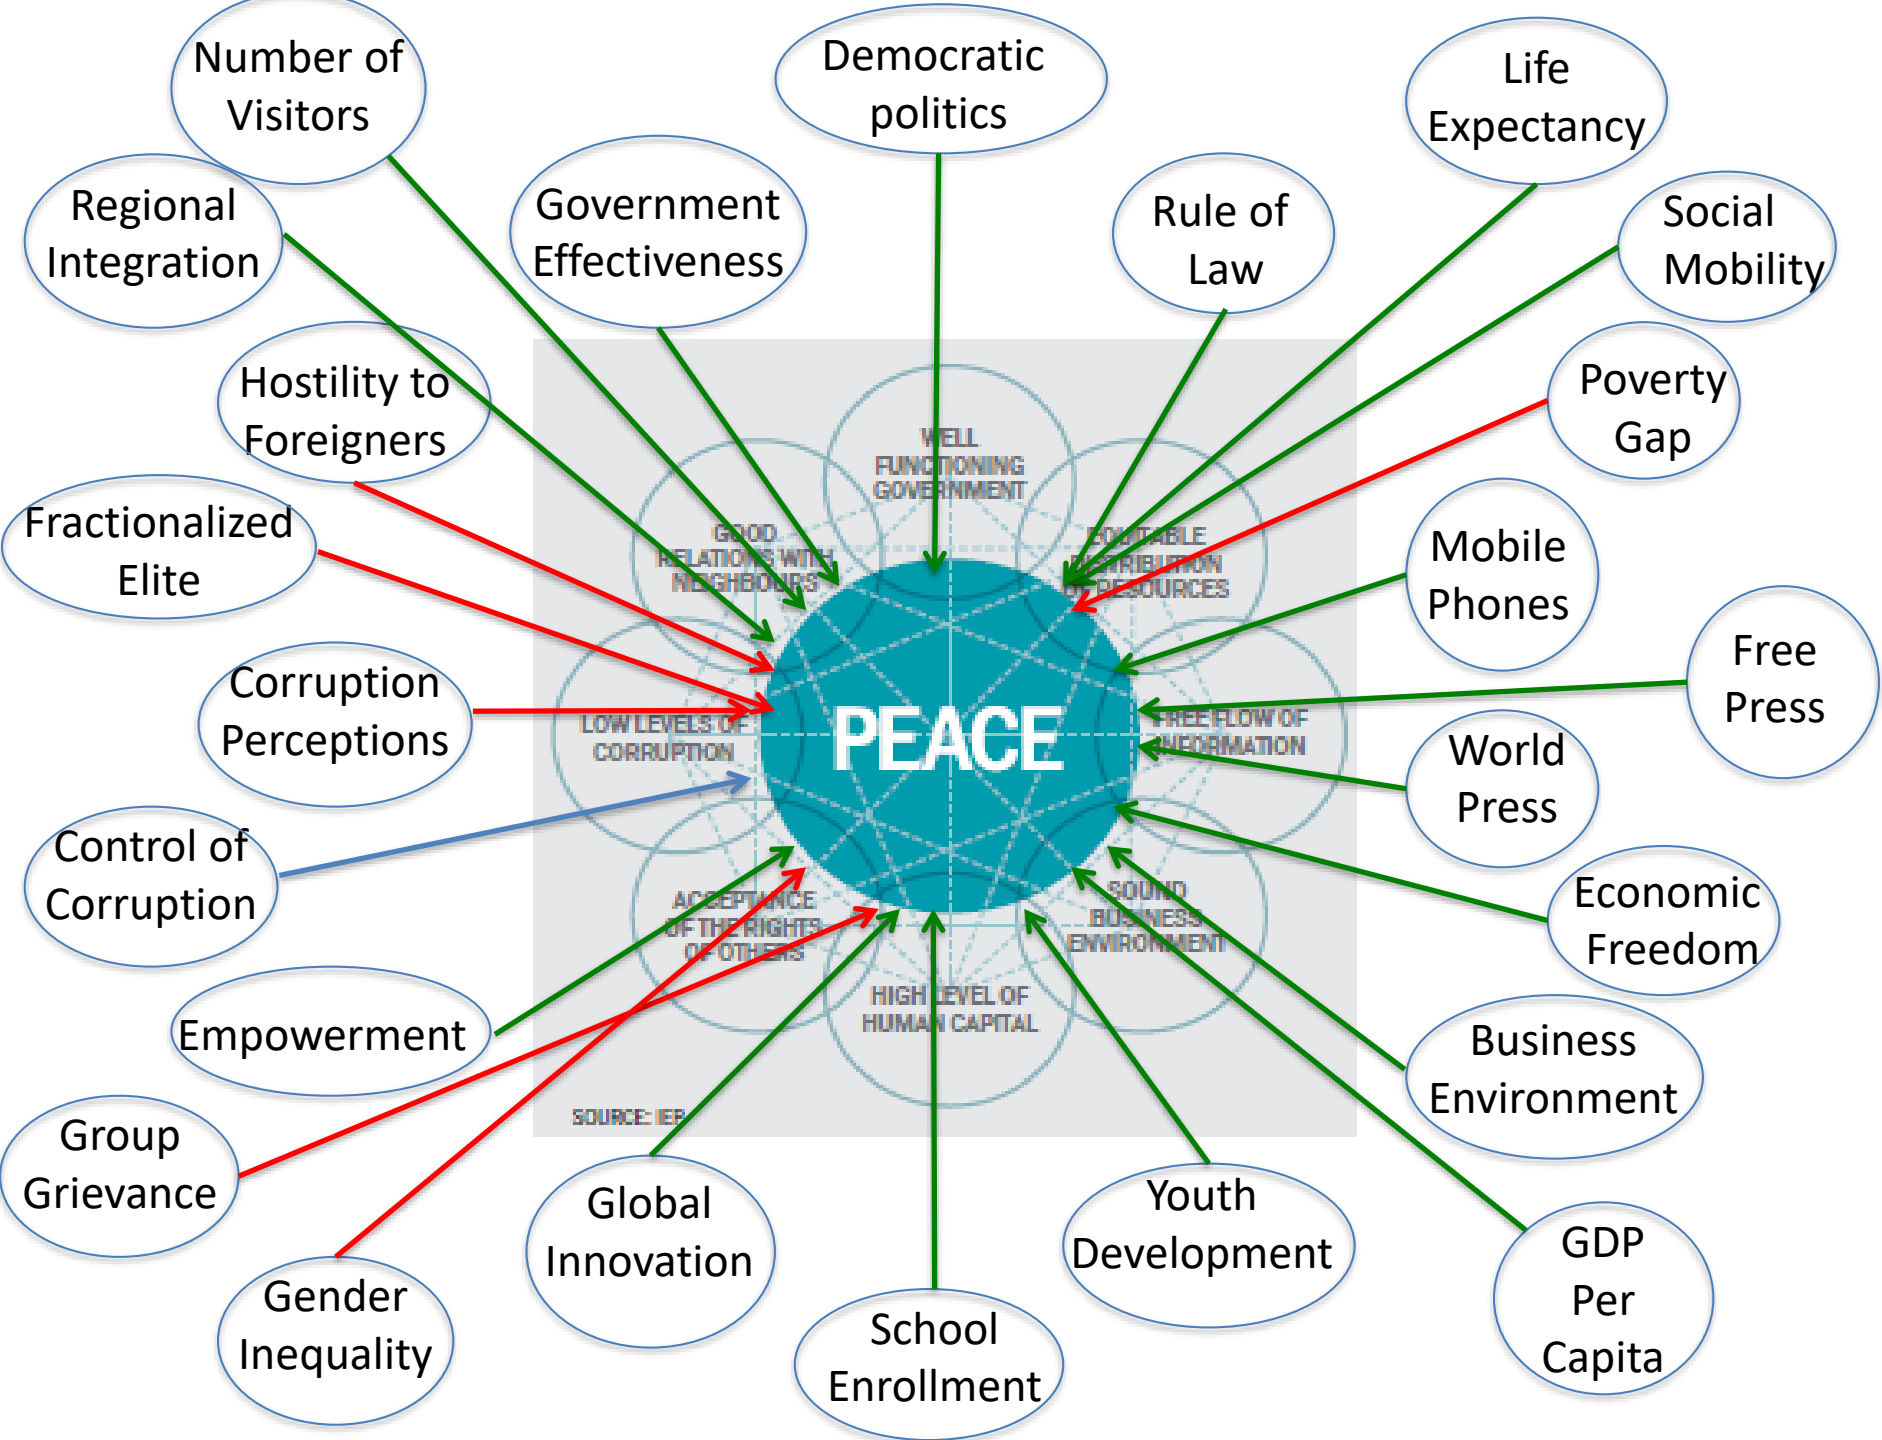 Number of
Visitors
Democratic
politics
Life
Expectancy
Regional
Integration
Government
Effectiveness
Rule of
Law
Social
Mobility
Hostility to
Foreigners
Poverty
Gap
WELL
FUNCTIONING
GOVERNMENT
Fractionalized
Elite
GOOD
RELATIONS WITH
NEIGHBOURS
EQUITABLE
DISTRIBUTION
OF RESOURCES
Mobile
Phones
Corruption
Perceptions
LOW LEVELS OF
CORRUPTION
PEACE
FREE FLOW OF
INFORMATION
Free
Press
World
Press
Control of
Corruption
ACCEPTANCE
OF THE RIGHTS
OF OTHERS
SOUND
BUSINESS
ENVIRONMENT
Economic
Freedom
Empowerment
HIGH LEVEL OF
HUMAN CAPITAL
Business
Environment
SOURCE: IEP
Group
Grievance
Global
Innovation
Youth
Development
Gender
Inequality
School
Enrollment
GDP
Per
Capita